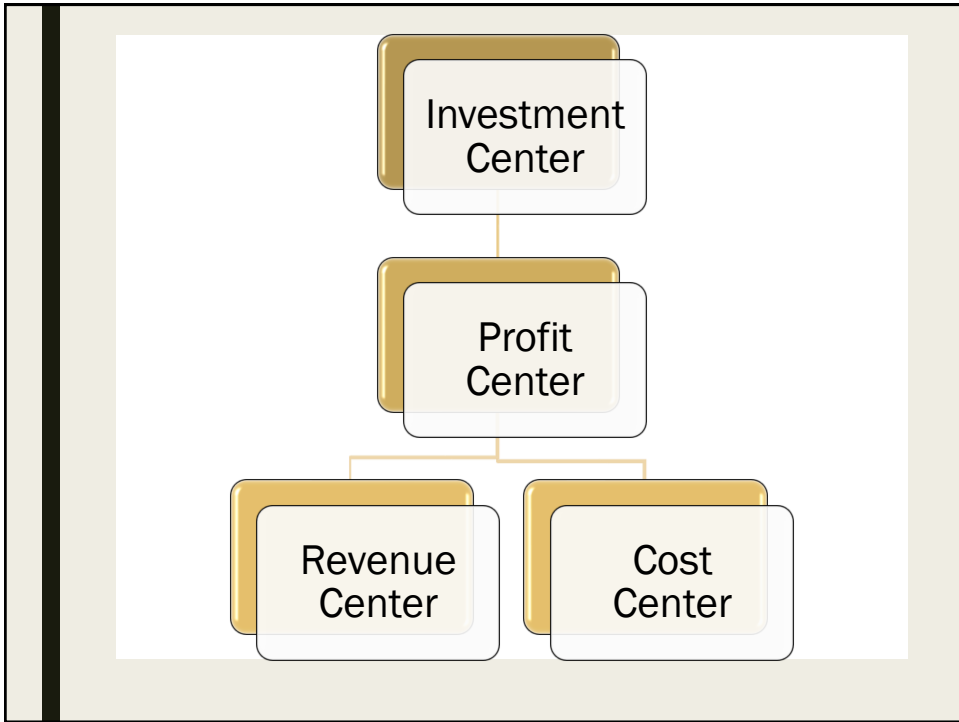 Investment
Center
Profit
Center
Revenue
Center
Cost
Center